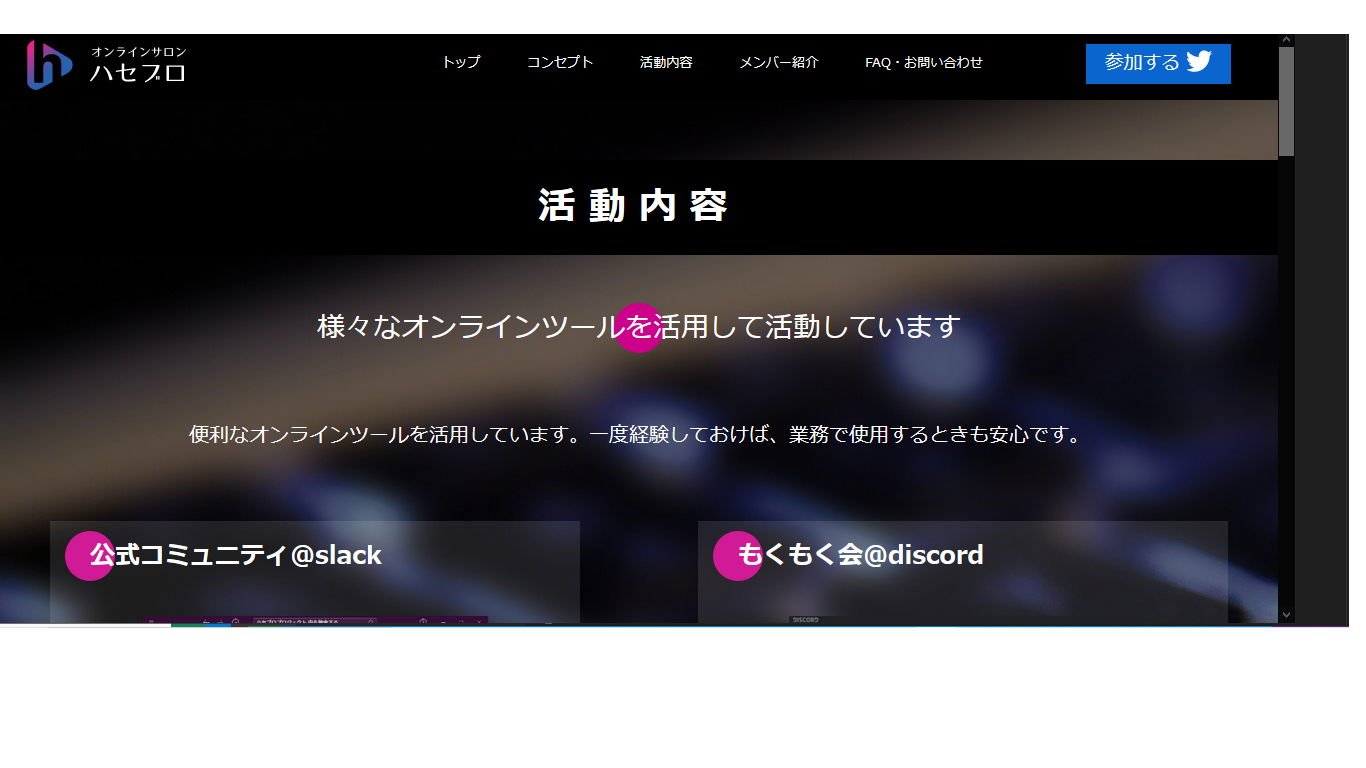 オンラインサロン
ハセプロ
トップ
コンセプト
活動内容
メンバー紹介
FAQ・お問い合わせ
参加する
活動内容
様々なオンラインツールを活用して活動しています
便利なオンラインツールを活用しています。一度経験しておけば、業務で使用するときも安心です。
公式コミュニティ@slack
もくもく会@discord
DISCORD